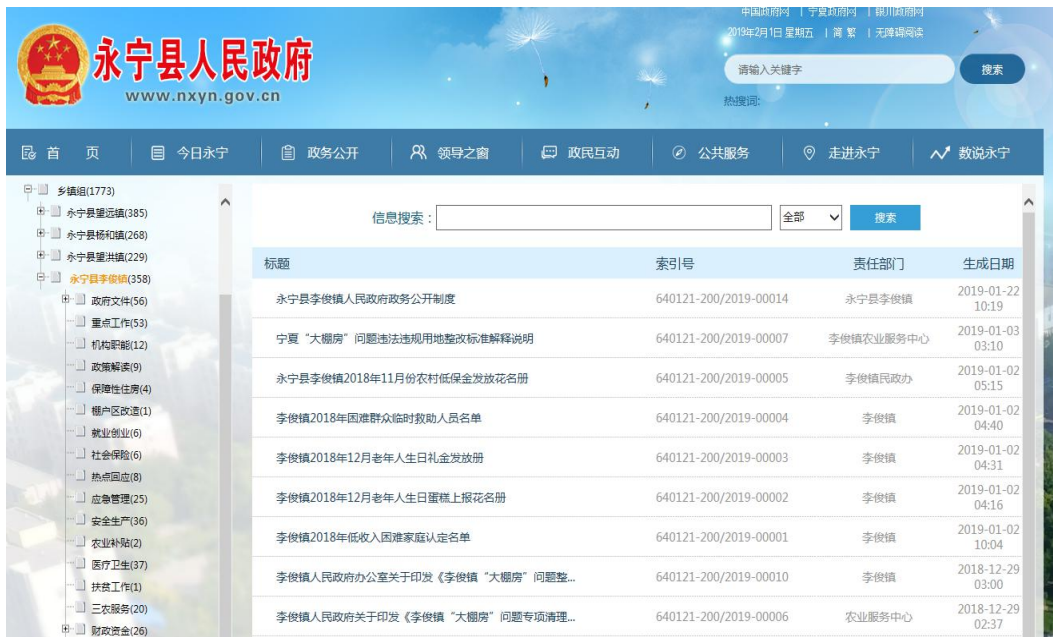 中国政府网 | 宁夏政府网 | 银川政府网
2019年2月1日 星期五 | 简 繁 | 无障碍阅读
永宁县人民政府
www.nxyn.gov.cn
请输入关键字
搜索
热搜词:
首 页
今日永宁
政务公开
领导之窗
政民互动
公共服务
走进永宁
数说永宁
乡镇组(1773)
永宁县望远镇(385)
永宁县杨和镇(268)
永宁县望洪镇(229)
永宁县李俊镇(358)
政府文件(56)
重点工作(53)
机构职能(12)
政策解读(9)
保障性住房(4)
棚户区改造(1)
就业创业(6)
社会保险(6)
热点回应(8)
应急管理(25)
安全生产(36)
农业补贴(2)
医疗卫生(37)
扶贫工作(1)
三农服务(20)
财政资金(26)
信息搜索：
全部
搜索
标题 索引号 责任部门 生成日期
永宁县李俊镇人民政府政务公开制度 640121-200/2019-00014 永宁县李俊镇 2019-01-22
10:19
宁夏“大棚房”问题违法违规用地整改标准解释说明 640121-200/2019-00007 李俊镇农业服务中心 2019-01-03
03:10
永宁县李俊镇2018年11月份农村低保金发放花名册 640121-200/2019-00005 李俊镇民政办 2019-01-02
05:15
李俊镇2018年困难群众临时救助人员名单 640121-200/2019-00004 李俊镇 2019-01-02
04:40
李俊镇2018年12月老年人生日礼金发放册 640121-200/2019-00003 李俊镇 2019-01-02
04:31
李俊镇2018年12月老年人生日蛋糕上报花名册 640121-200/2019-00002 李俊镇 2019-01-02
04:16
李俊镇2018年低收入困难家庭认定名单 640121-200/2019-00001 李俊镇 2019-01-02
10:04
李俊镇人民政府办公室关于印发《李俊镇“大棚房”问题整... 640121-200/2019-00010 李俊镇 2018-12-29
03:00
李俊镇人民政府关于印发《李俊镇“大棚房”问题专项清理... 640121-200/2019-00006 农业服务中心 2018-12-29
02:37